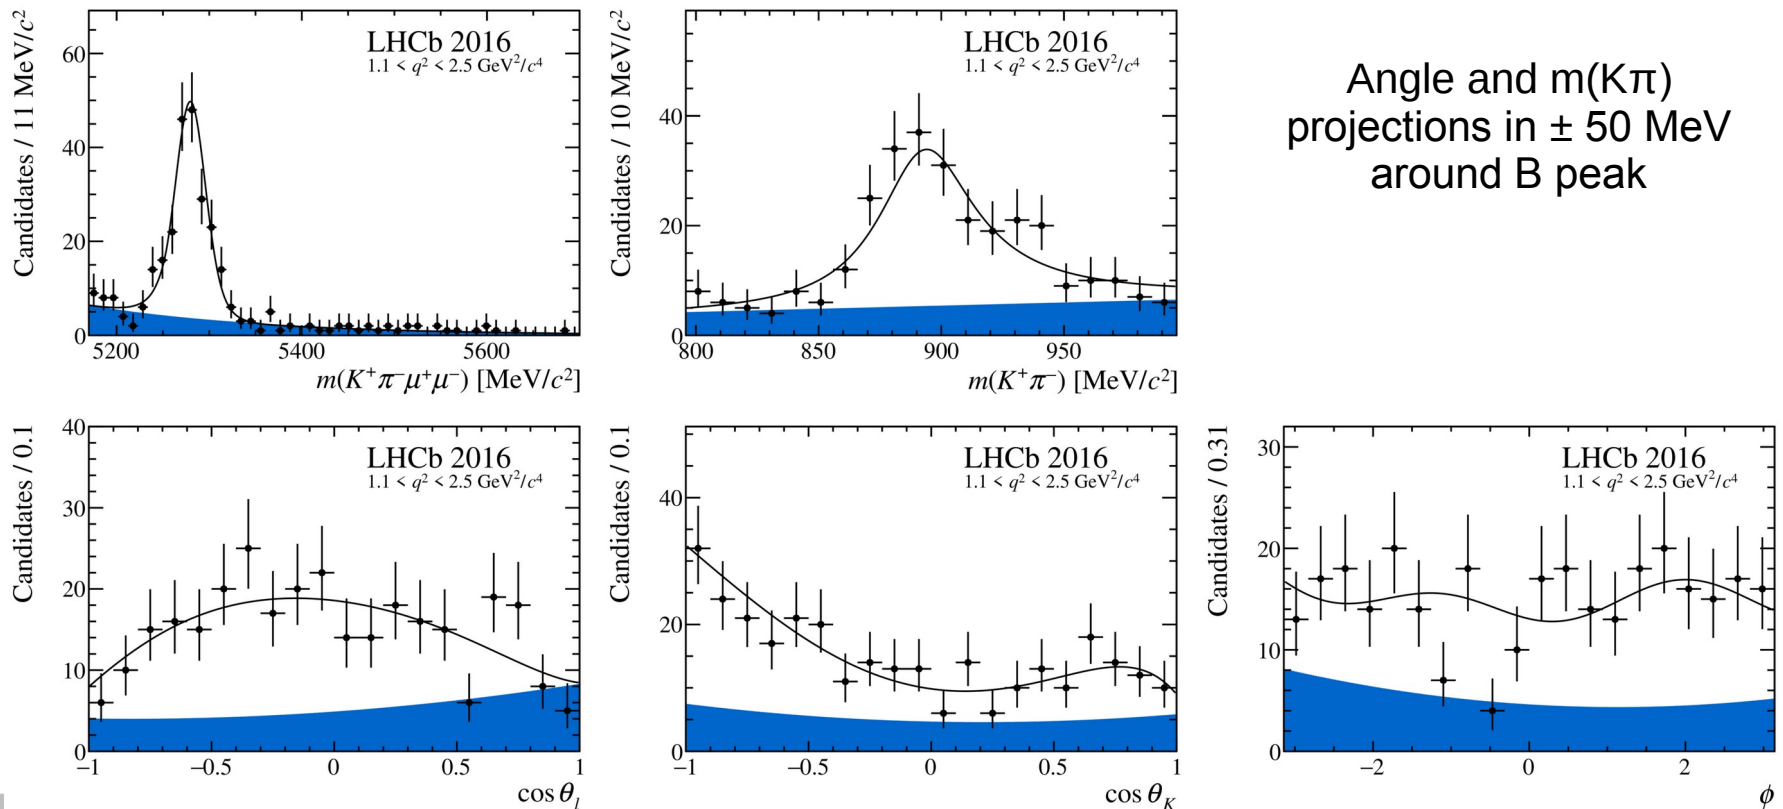 Candidates / 11 MeV/c²
60
40
20
0
5200
5400
5600
m(K⁺π⁻μ⁺μ⁻) [MeV/c²]
LHCb 2016
1.1 < q² < 2.5 GeV²/c⁴
Candidates / 10 MeV/c²
40
20
0
800
850
900
950
m(K⁺π⁻) [MeV/c²]
LHCb 2016
1.1 < q² < 2.5 GeV²/c⁴
Angle and m(Kπ)
projections in ± 50 MeV
around B peak
Candidates / 0.1
40
30
20
10
0
−1
−0.5
0
0.5
1
cos θₗ
LHCb 2016
1.1 < q² < 2.5 GeV²/c⁴
Candidates / 0.1
40
20
0
−1
−0.5
0
0.5
1
cos θ_K
LHCb 2016
1.1 < q² < 2.5 GeV²/c⁴
Candidates / 0.31
30
20
10
0
−2
0
2
ϕ
LHCb 2016
1.1 < q² < 2.5 GeV²/c⁴